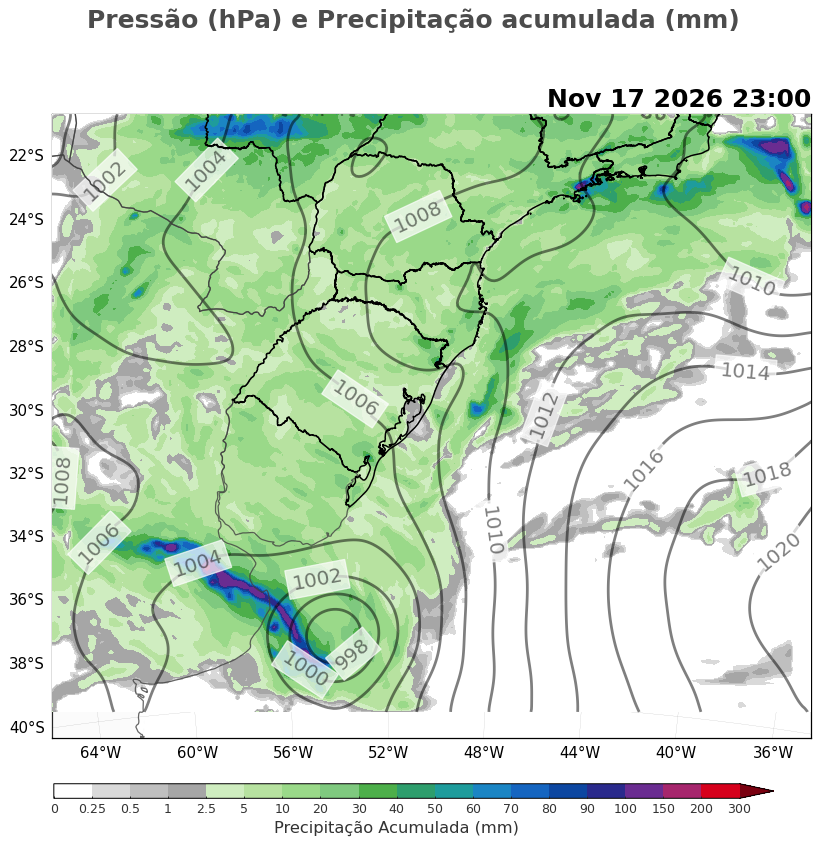 Pressão (hPa) e Precipitação acumulada (mm)
Nov 17 2026 23:00
22°S
24°S
26°S
28°S
30°S
32°S
34°S
36°S
38°S
40°S
1002
1004
1008
1010
1006
1014
1012
1008
1016
1018
1010
1006
1004
1002
1020
998
1000
64°W 60°W 56°W 52°W 48°W 44°W 40°W 36°W
0 0.25 0.5 1 2.5 5 10 20 30 40 50 60 70 80 90 100 150 200 300
Precipitação Acumulada (mm)